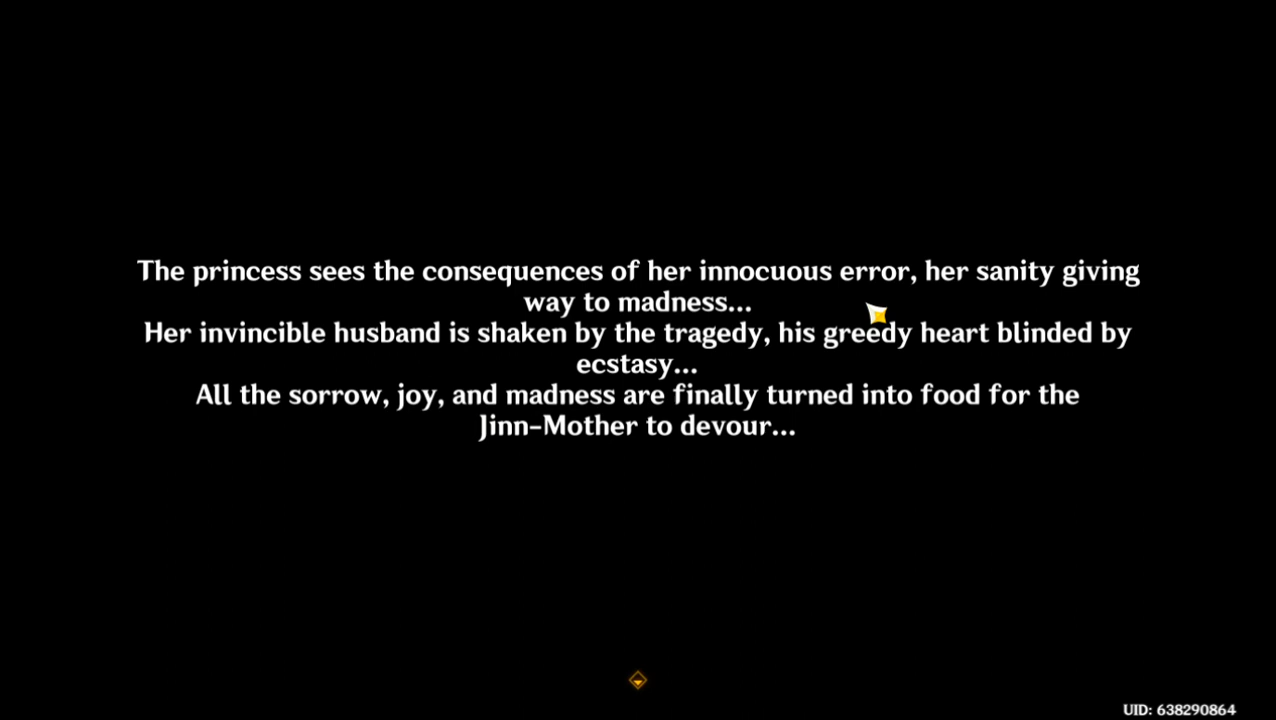 The princess sees the consequences of her innocuous error, her sanity giving
way to madness...
Her invincible husband is shaken by the tragedy, his greedy heart blinded by
ecstasy...
All the sorrow, joy, and madness are finally turned into food for the
Jinn-Mother to devour...
UID: 638290864